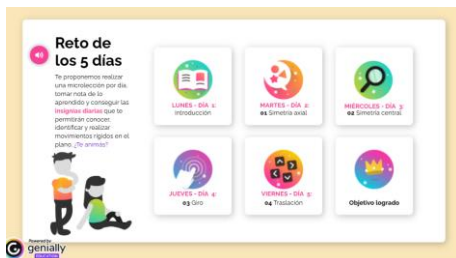 Reto de
los 5 días
Te proponemos realizar
una microlección por día,
tomar nota de lo
aprendido y conseguir las
insignias diarias que te
permitirán conocer,
identificar y realizar
movimientos rígidos en el
plano. ¿Te animás?
LUNES - DÍA 1:
Introducción
MARTES - DÍA 2:
01 Simetría axial
MIÉRCOLES - DÍA 3:
02 Simetría central
JUEVES - DÍA 4:
03 Giro
VIERNES - DÍA 5:
04 Traslación
Objetivo logrado
Powered by
genially
EDUCATION